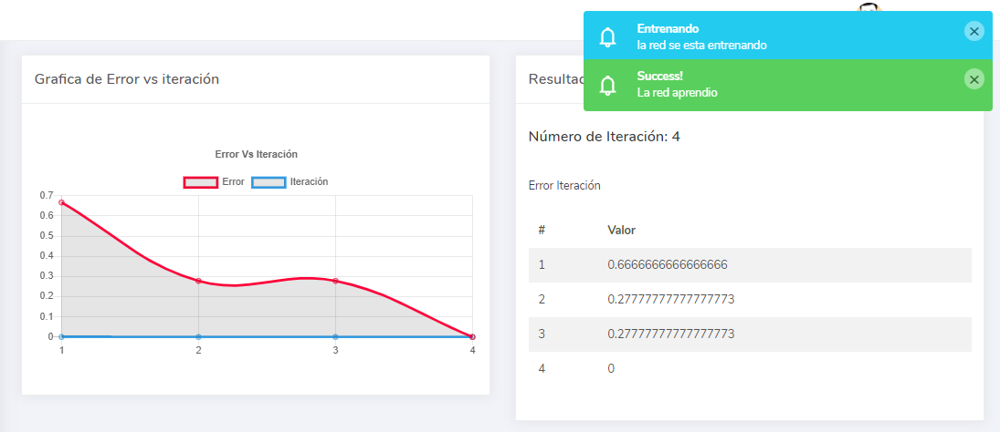 Entrenando
la red se esta entrenando
Success!
La red aprendio
Grafica de Error vs iteración
Error Vs Iteración
Error
Iteración
0.7
0.6
0.5
0.4
0.3
0.2
0.1
0
1
2
3
4
Resultad
Número de Iteración: 4
Error Iteración
# Valor
1 0.6666666666666666
2 0.27777777777777773
3 0.27777777777777773
4 0